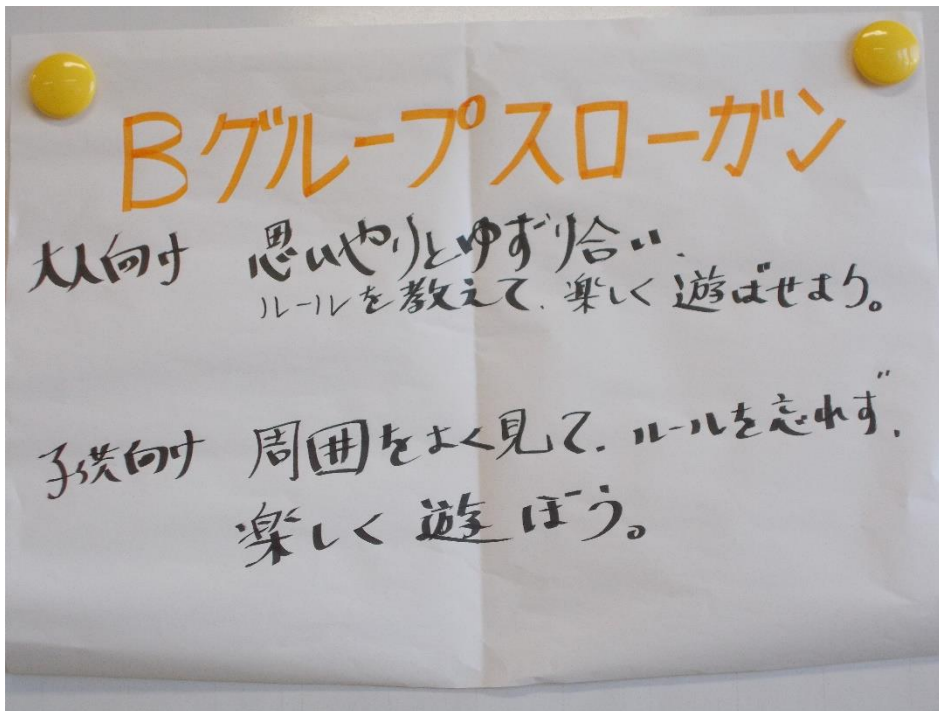 Bグループスローガン
大人向け 思いやりとゆずり合い、
ルールを教えて、楽しく遊ばせよう。
子供向け 周囲をよく見て、ルールを忘れず、
楽しく遊ぼう。